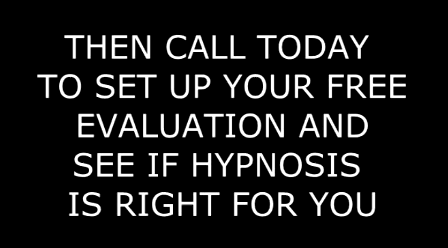 THEN CALL TODAY
TO SET UP YOUR FREE
EVALUATION AND
SEE IF HYPNOSIS
IS RIGHT FOR YOU